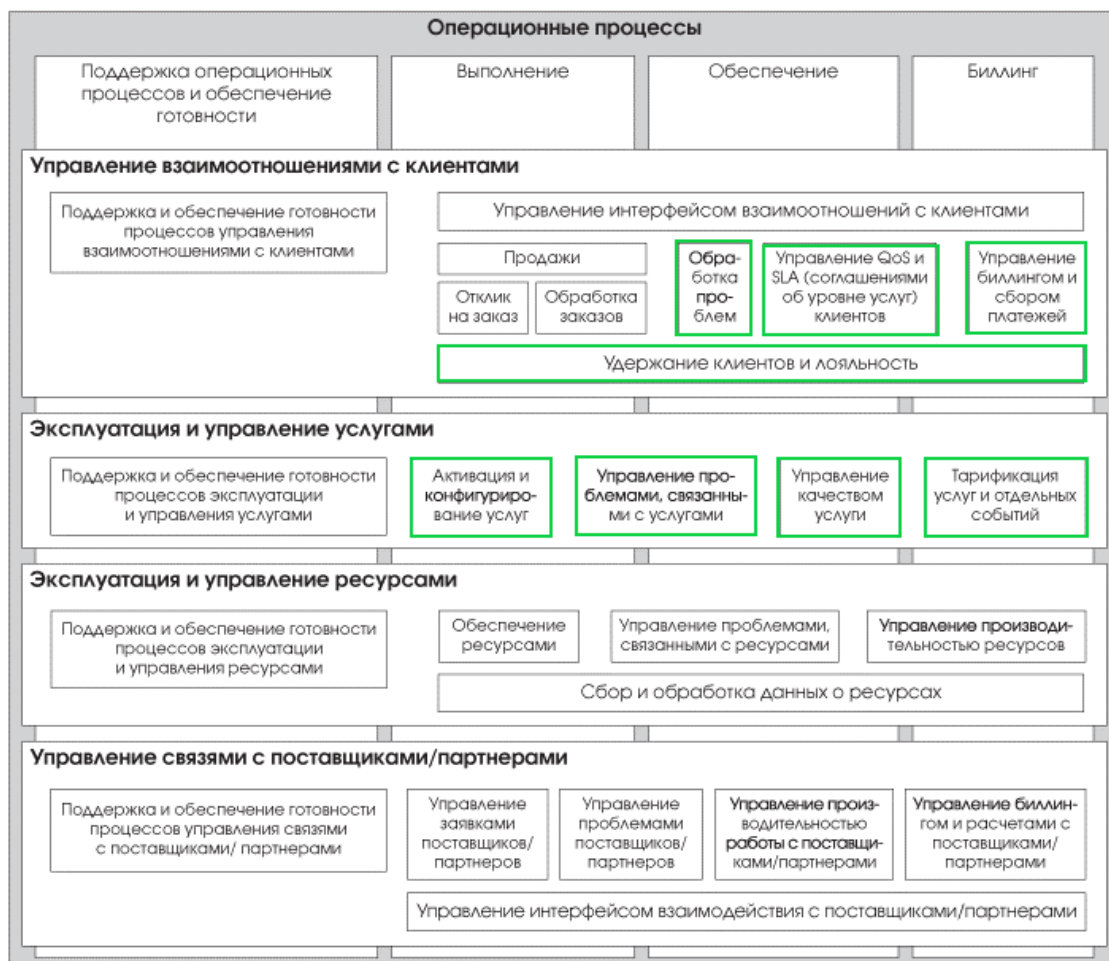 Операционные процессы
Поддержка операционных
процессов и обеспечение
готовности
Выполнение
Обеспечение
Биллинг
Управление взаимоотношениями с клиентами
Поддержка и обеспечение готовности
процессов управления
взаимоотношениями с клиентами
Управление интерфейсом взаимоотношений с клиентами
Продажи
Отклик
на заказ
Обработка
заказов
Обра-
ботка
про-
блем
Управление QoS и
SLA (соглашениями
об уровне услуг)
клиентов
Управление
биллингом и
сбором
платежей
Удержание клиентов и лояльность
Эксплуатация и управление услугами
Поддержка и обеспечение готовности
процессов эксплуатации
и управления услугами
Активация и
конфигуриро-
вание услуг
Управление про-
блемами, связанны-
ми с услугами
Управление
качеством
услуги
Тарификация
услуг и отдельных
событий
Эксплуатация и управление ресурсами
Поддержка и обеспечение готовности
процессов эксплуатации
и управления ресурсами
Обеспечение
ресурсами
Управление проблемами,
связанными с ресурсами
Управление производи-
тельностью ресурсов
Сбор и обработка данных о ресурсах
Управление связями с поставщиками/партнерами
Поддержка и обеспечение готовности
процессов управления связями
с поставщиками/ партнерами
Управление
заявками
поставщиков/
партнеров
Управление
проблемами
поставщиков/
партнеров
Управление произ-
водительностью
работы с поставщи-
ками/партнерами
Управление биллин-
гом и расчетами с
поставщиками/
партнерами
Управление интерфейсом взаимодействия с поставщиками/партнерами